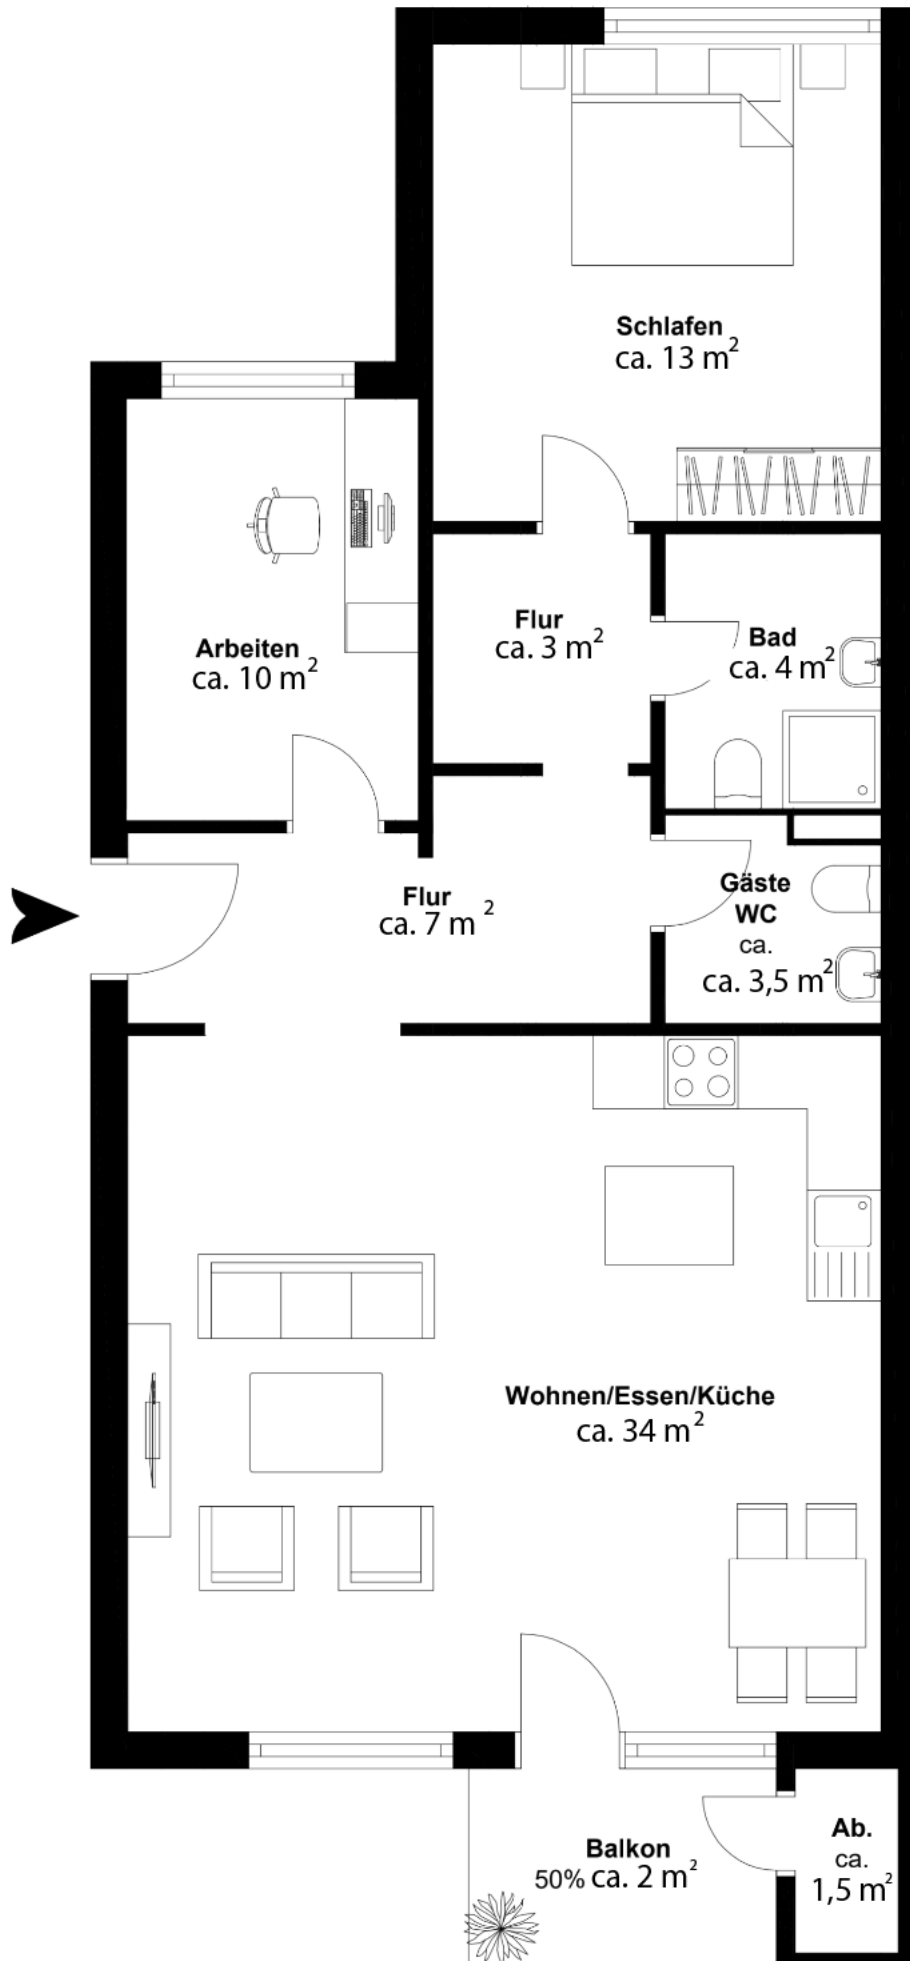 Schlafen
ca. 13 m²
Flur
ca. 3 m²
Bad
ca. 4 m²
Arbeiten
ca. 10 m²
Flur
ca. 7 m²
Gäste
WC
ca.
ca. 3,5 m²
Wohnen/Essen/Küche
ca. 34 m²
Balkon
50% ca. 2 m²
Ab.
ca.
1,5 m²